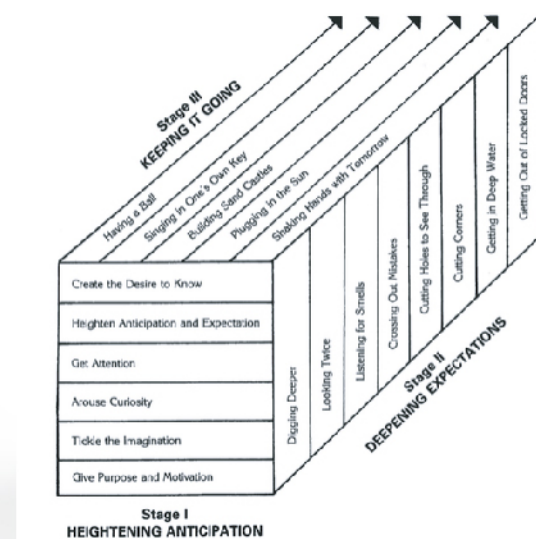 Stage III
KEEPING IT GOING
Having a Ball
Singing in One's Own Key
Building Sand Castles
Plugging in the Sun
Shaking Hands with Tomorrow
Create the Desire to Know
Heighten Anticipation and Expectation
Get Attention
Arouse Curiosity
Tickle the Imagination
Give Purpose and Motivation
Digging Deeper
Looking Twice
Listening for Smells
Crossing Out Mistakes
Cutting Holes to See Through
Cutting Corners
Getting in Deep Water
Getting Out of Locked Doors
Stage II
DEEPENING EXPECTATIONS
Stage I
HEIGHTENING ANTICIPATION